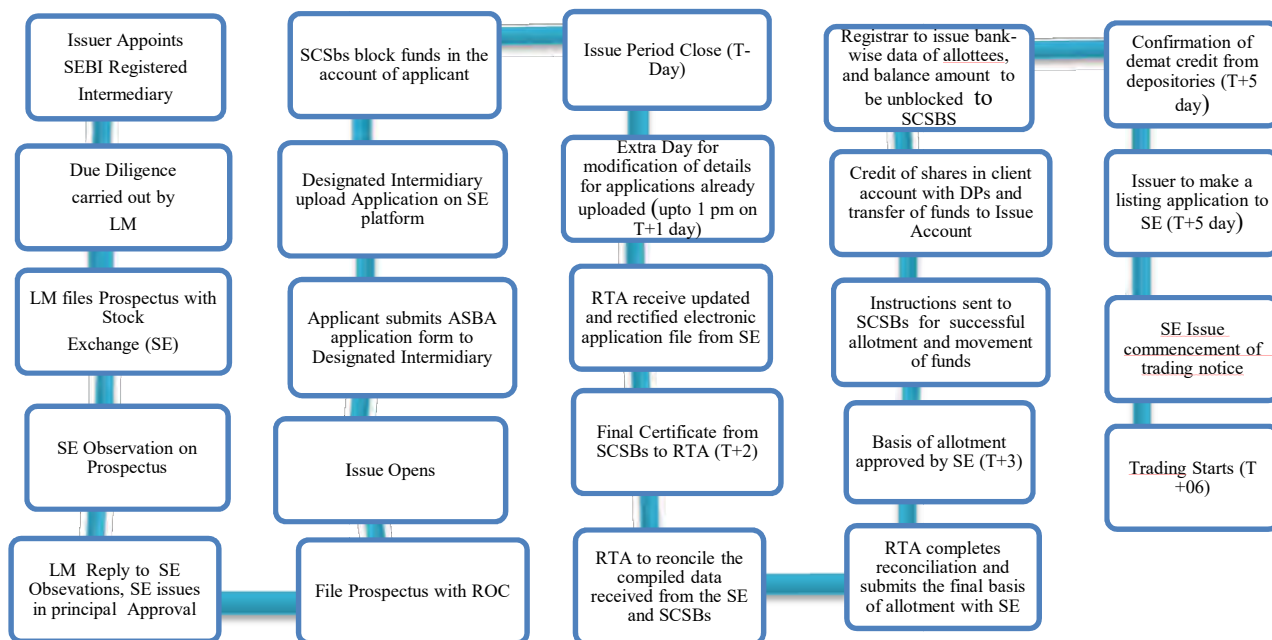 Issuer Appoints
SEBI Registered
Intermediary
Due Diligence
carried out by
LM
LM files Prospectus with
Stock
Exchange (SE)
SE Observation on
Prospectus
LM Reply to SE
Obsevations, SE issues
in principal Approval
File Prospectus with ROC
Issue Opens
Applicant submits ASBA
application form to
Designated Intermediary
Designated Intermidiary
upload Application on SE
platform
SCSbs block funds in the
account of applicant
Issue Period Close (T-
Day)
Extra Day for
modification of details
for applications already
uploaded (upto 1 pm on
T+1 day)
RTA receive updated
and rectified electronic
application file from SE
Final Certificate from
SCSBs to RTA (T+2)
RTA to reconcile the
compiled data
received from the SE
and SCSBs
RTA completes
reconciliation and
submits the final basis
of allotment with SE
Basis of allotment
approved by SE (T+3)
Instructions sent to
SCSBs for successful
allotment and movement
of funds
Credit of shares in client
account with DPs and
transfer of funds to Issue
Account
Registrar to issue bank-
wise data of allottees,
and balance amount to
be unblocked to
SCSBS
Confirmation of
demat credit from
depositories (T+5
day)
Issuer to make a
listing application to
SE (T+5 day)
SE Issue
commencement of
trading notice
Trading Starts (T
+06)